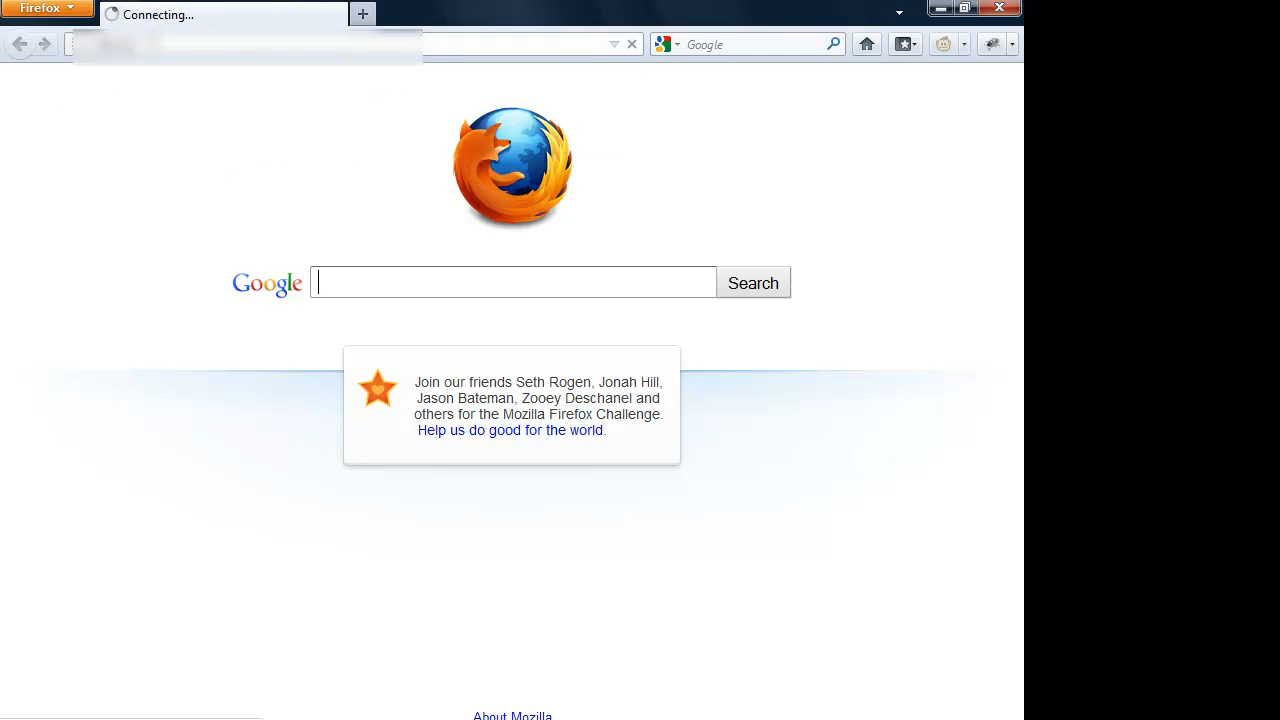 Firefox
Connecting...
Google
Google
Search
Join our friends Seth Rogen, Jonah Hill,
Jason Bateman, Zooey Deschanel and
others for the Mozilla Firefox Challenge.
Help us do good for the world.
About Mozilla